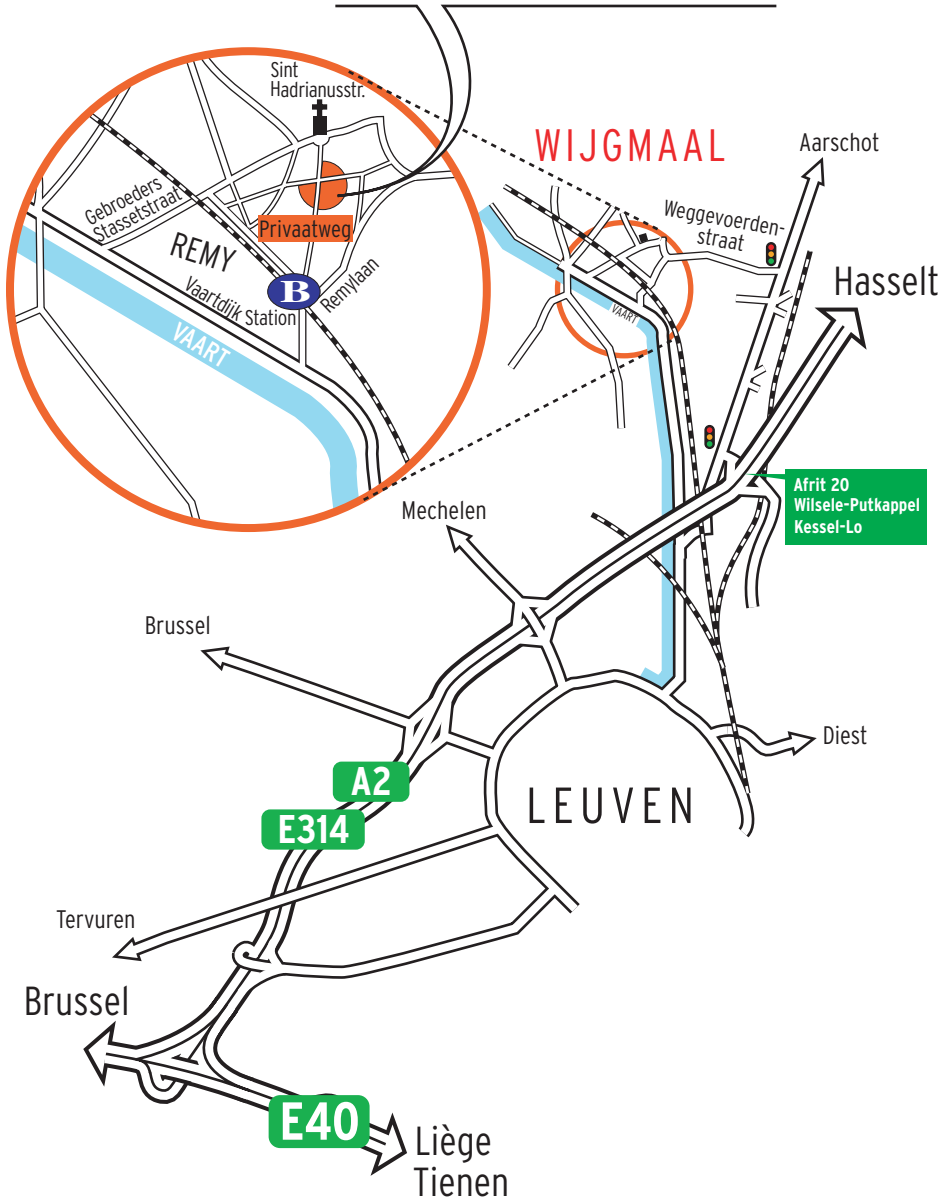 Sint
Hadrianusstr.
WIJGMAAL
Aarschot
Gebroeders
Stassetstraat
Privaatweg
Weggevoerden-
straat
REMY
B
Remylaan
Vaartdijk
Station
VAART
VAART
Hasselt
Afrit 20
Wilsele-Putkappel
Kessel-Lo
Mechelen
Brussel
Diest
A2
E314
LEUVEN
Tervuren
Brussel
E40
Liège
Tienen